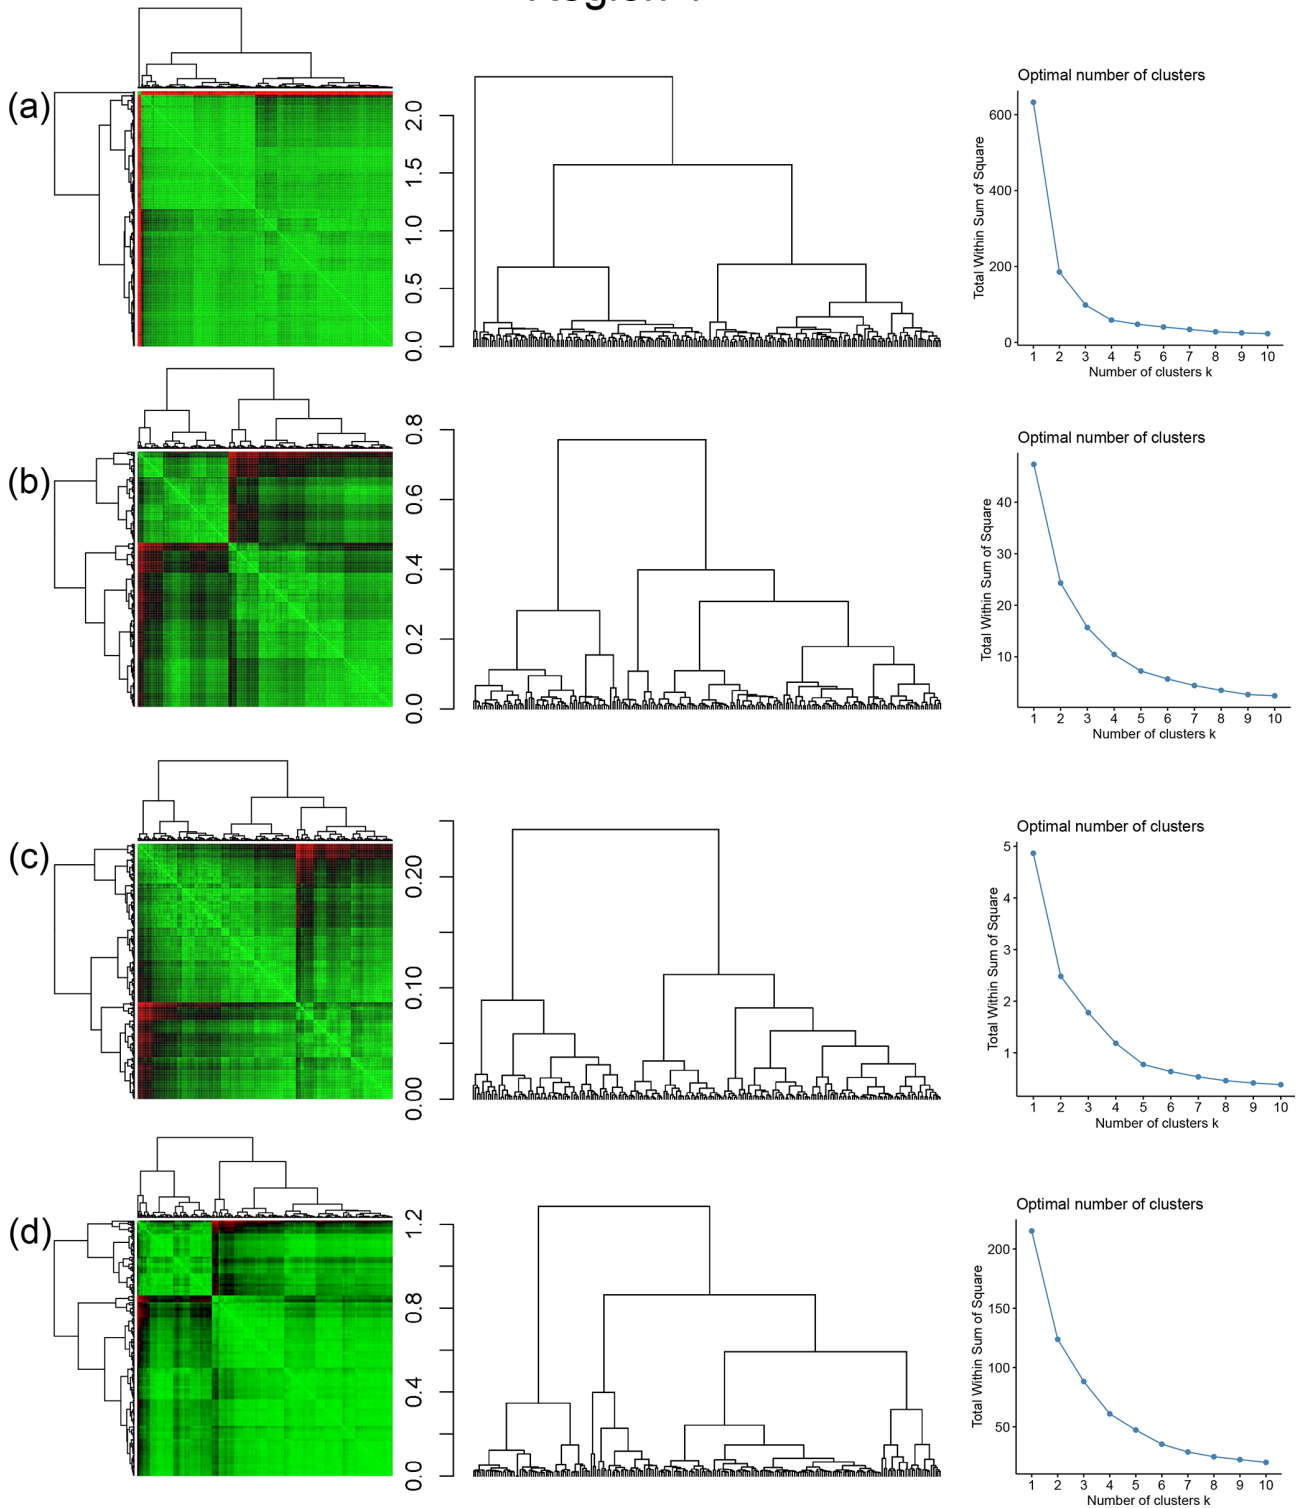 (a)
2.0
1.5
1.0
0.5
0.0
Optimal number of clusters
Total Within Sum of Square
600
400
200
0
1 2 3 4 5 6 7 8 9 10
Number of clusters k
(b)
0.8
0.6
0.4
0.2
0.0
Optimal number of clusters
Total Within Sum of Square
40
30
20
10
1 2 3 4 5 6 7 8 9 10
Number of clusters k
(c)
0.20
0.10
0.00
Optimal number of clusters
Total Within Sum of Square
5
4
3
2
1
1 2 3 4 5 6 7 8 9 10
Number of clusters k
(d)
1.2
0.8
0.4
0.0
Optimal number of clusters
Total Within Sum of Square
200
150
100
50
1 2 3 4 5 6 7 8 9 10
Number of clusters k